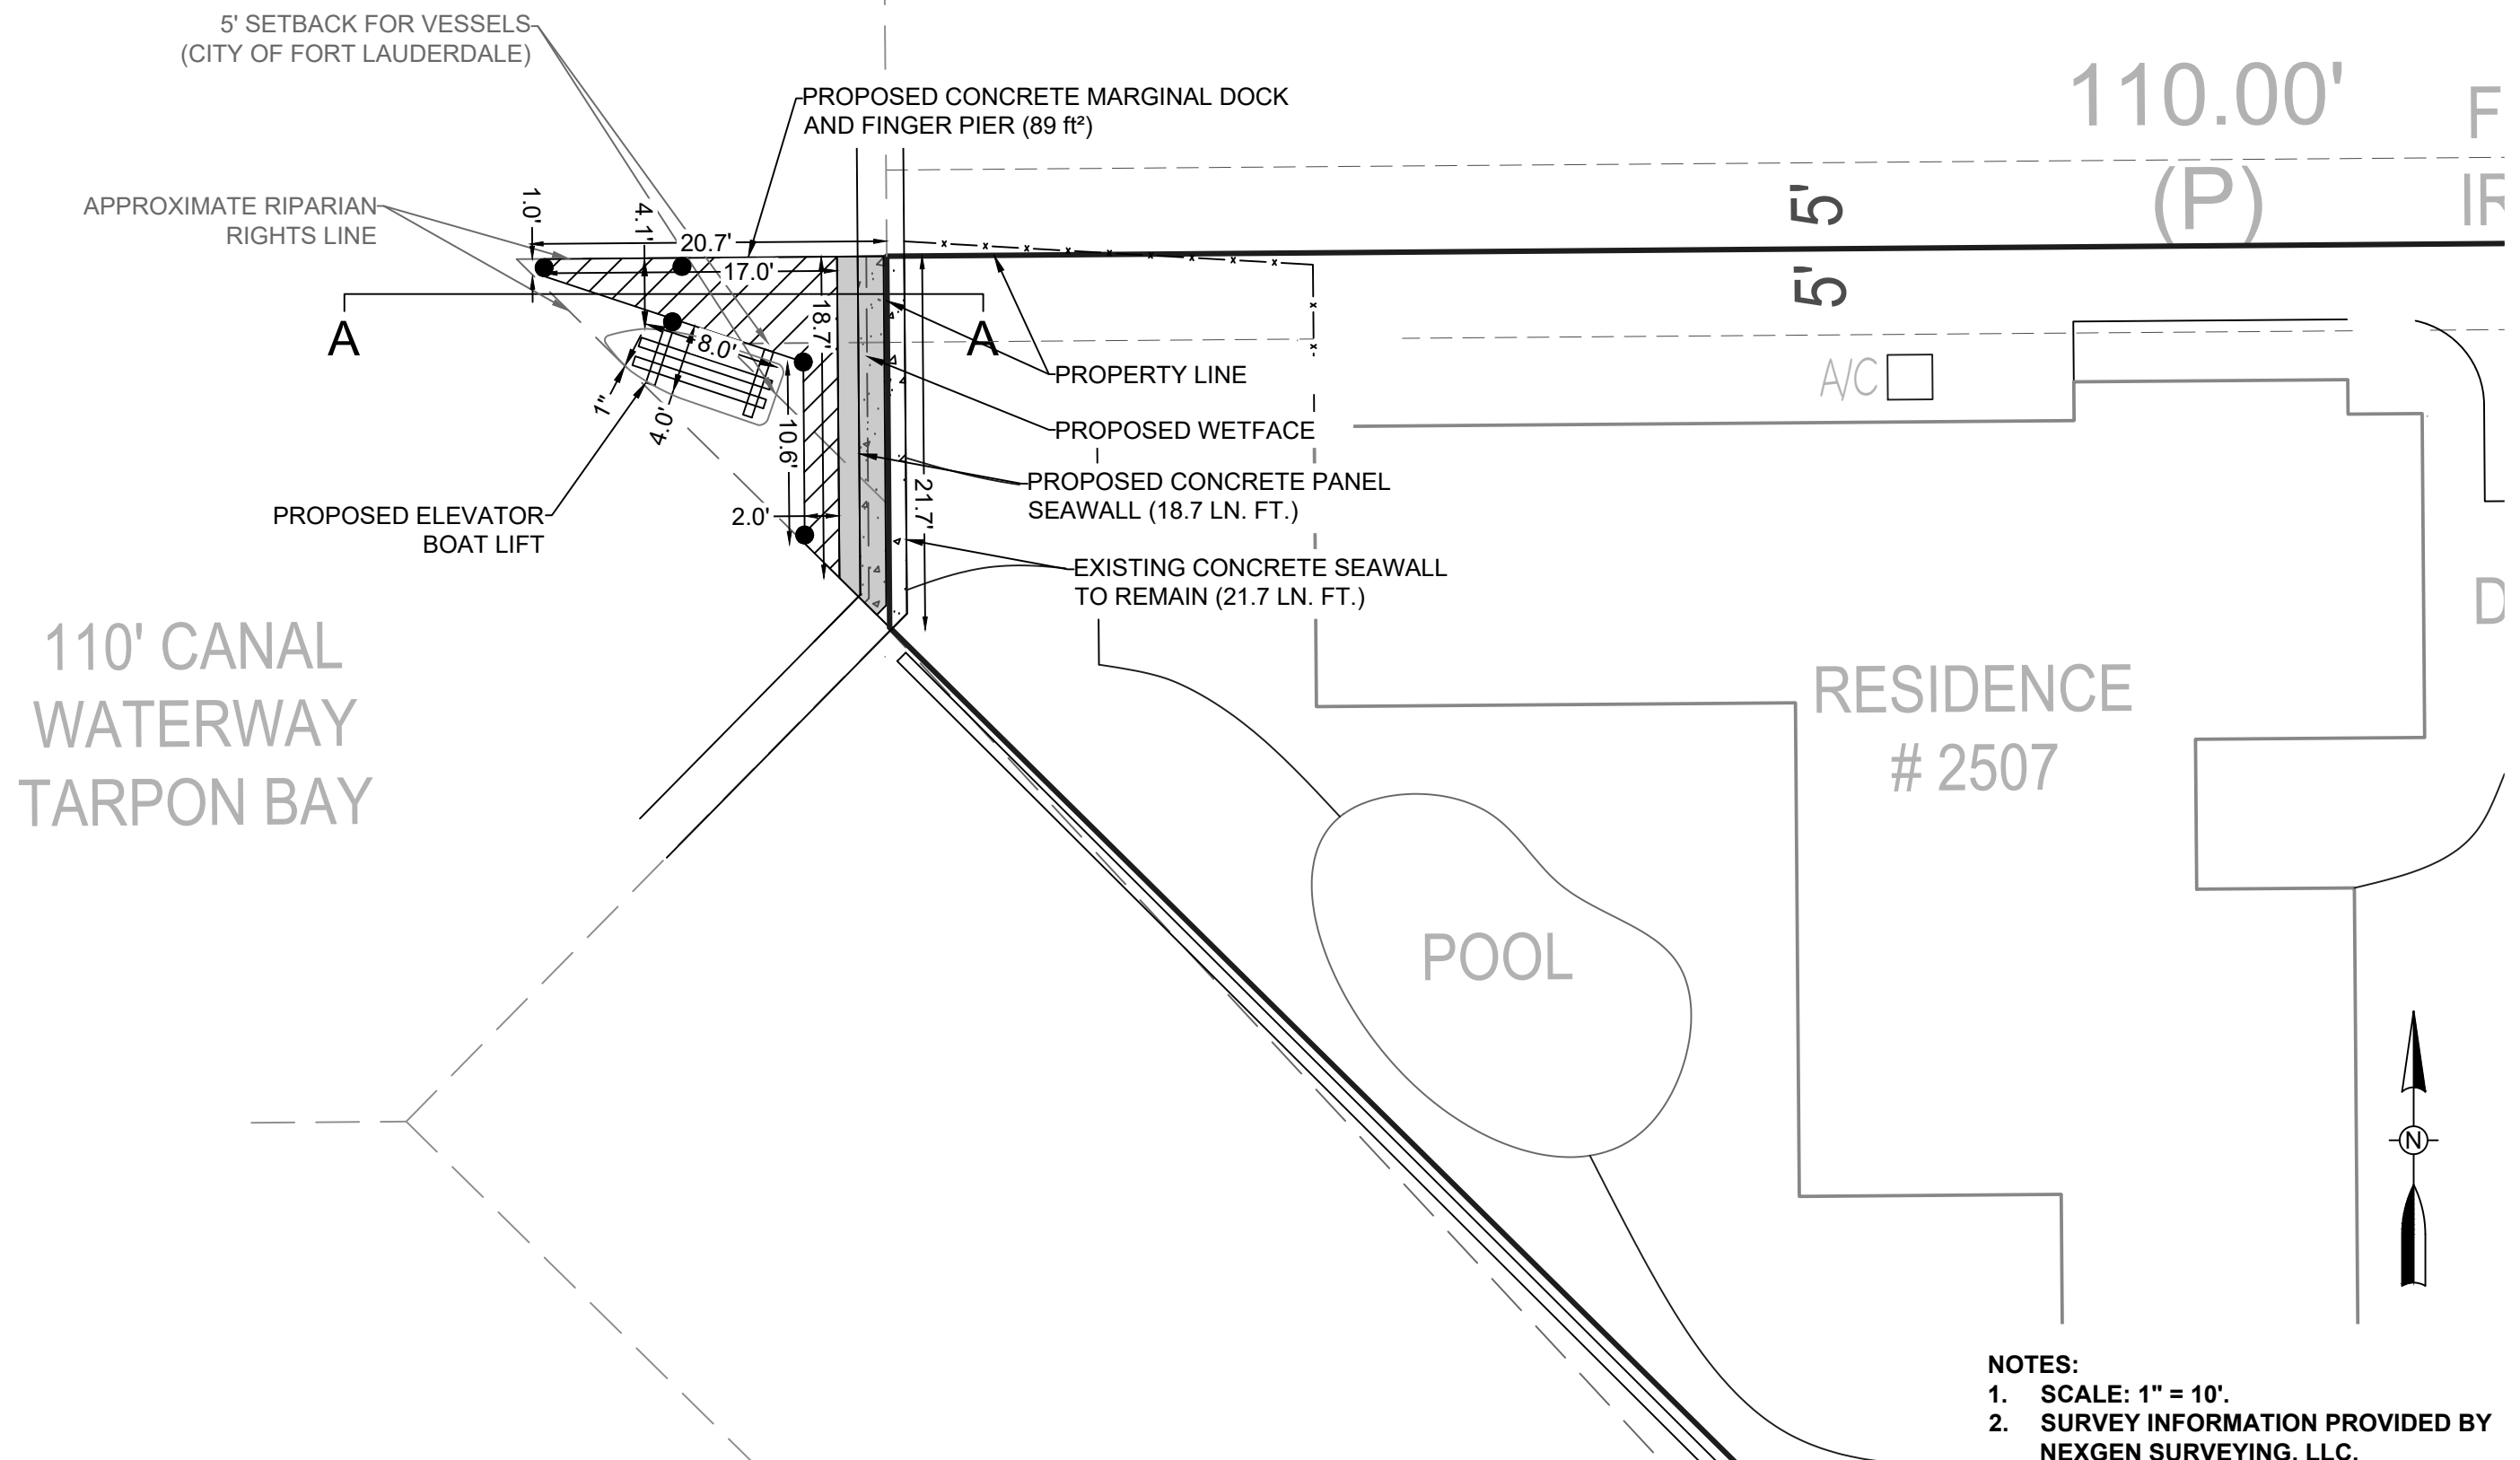 5' SETBACK FOR VESSELS
(CITY OF FORT LAUDERDALE)
PROPOSED CONCRETE MARGINAL DOCK
AND FINGER PIER (89 ft²)
110.00'
(P)
F
IR
APPROXIMATE RIPARIAN
RIGHTS LINE
1.0'
4.1'
20.7'
17.0'
18.7'
5'
5'
A
A
8.0'
1"
4.0'
10.6'
2.0'
21.7'
PROPERTY LINE
PROPOSED WETFACE
PROPOSED CONCRETE PANEL
SEAWALL (18.7 LN. FT.)
EXISTING CONCRETE SEAWALL
TO REMAIN (21.7 LN. FT.)
PROPOSED ELEVATOR
BOAT LIFT
A/C
110' CANAL
WATERWAY
TARPON BAY
RESIDENCE
# 2507
D
POOL
N
NOTES:
1. SCALE: 1" = 10'.
2. SURVEY INFORMATION PROVIDED BY
NEXGEN SURVEYING, LLC.